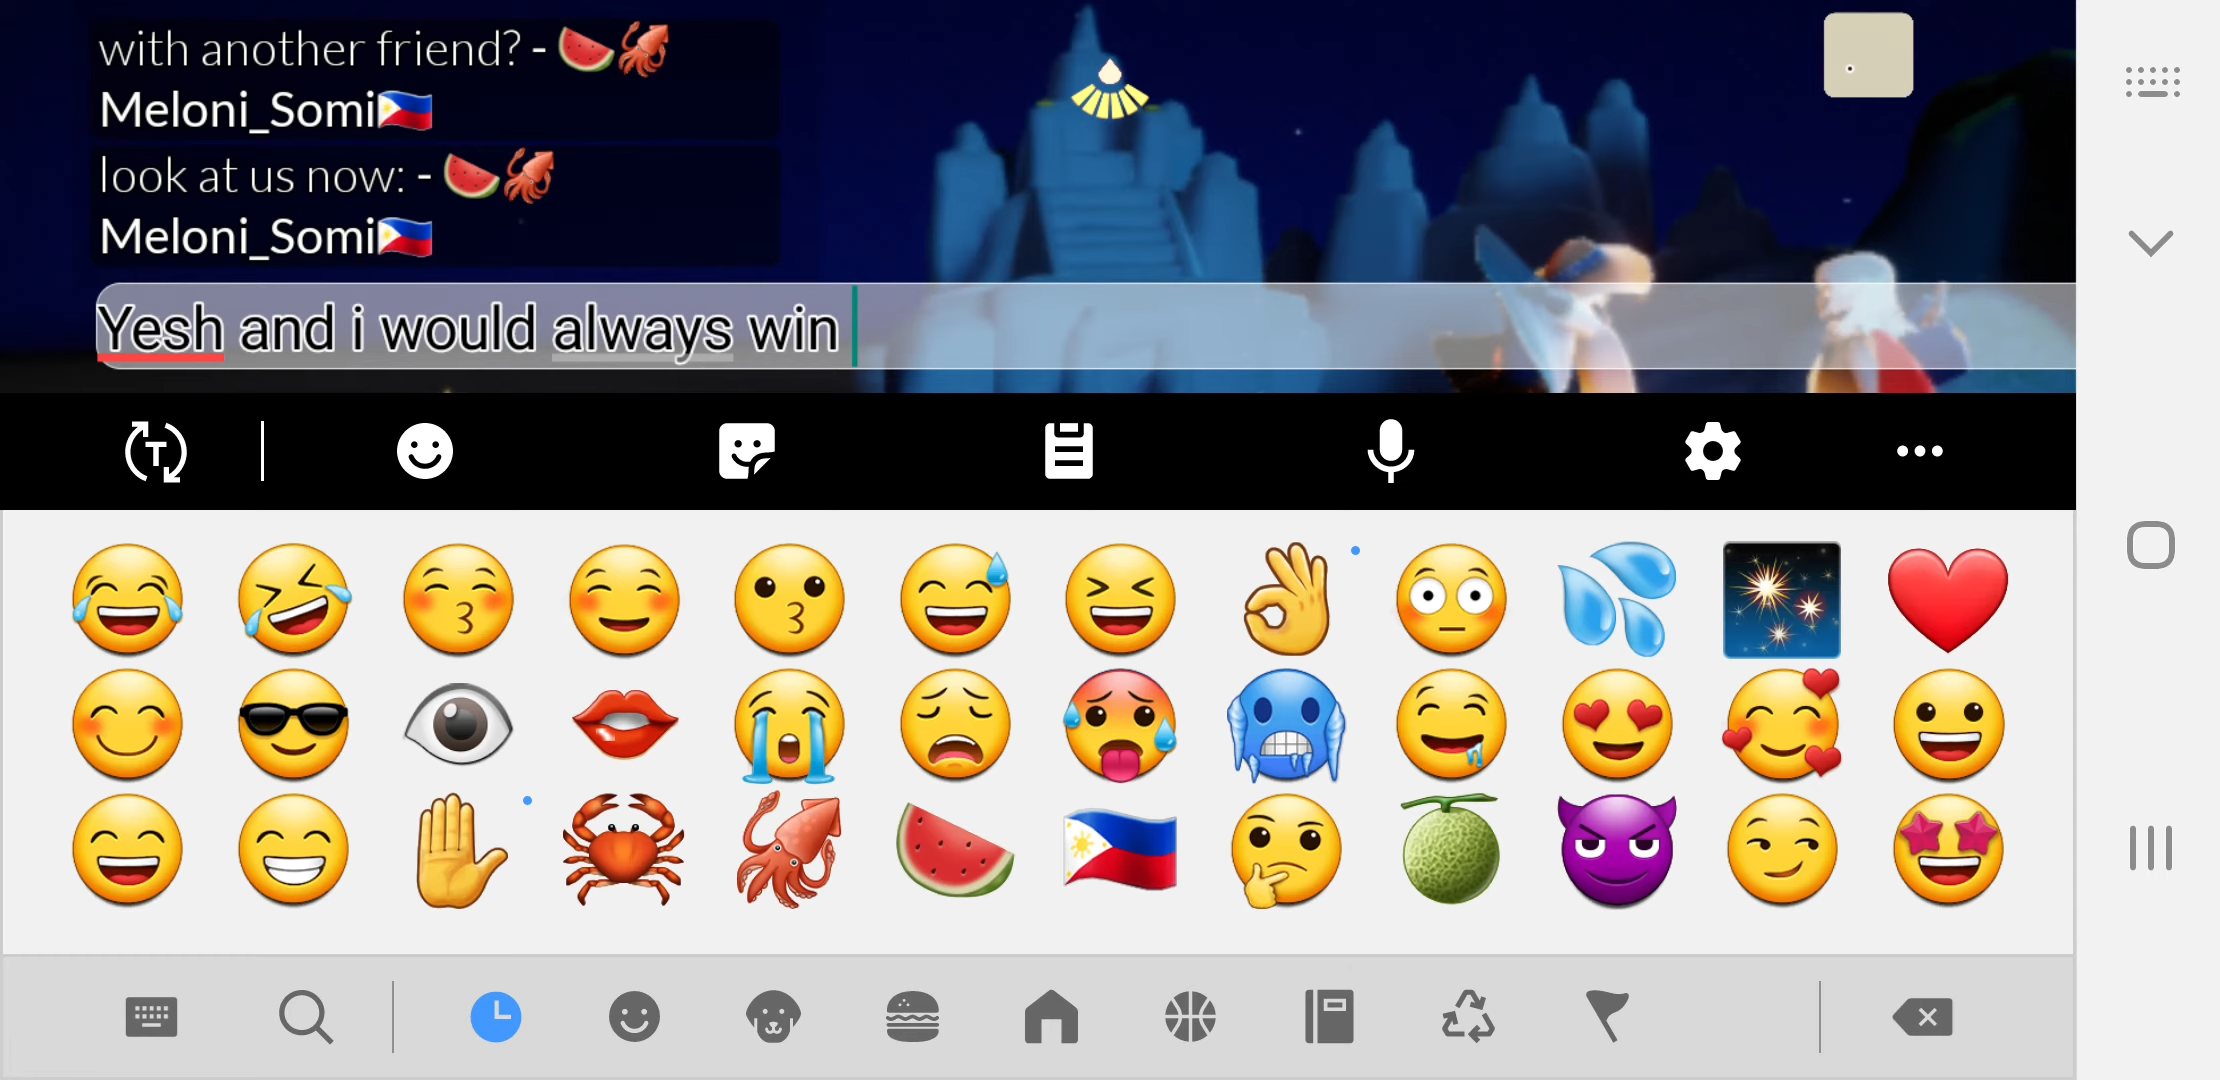 with another friend? - 🍉🦑
Meloni_Somi🇵🇭
look at us now: - 🍉🦑
Meloni_Somi🇵🇭
Yesh and i would always win